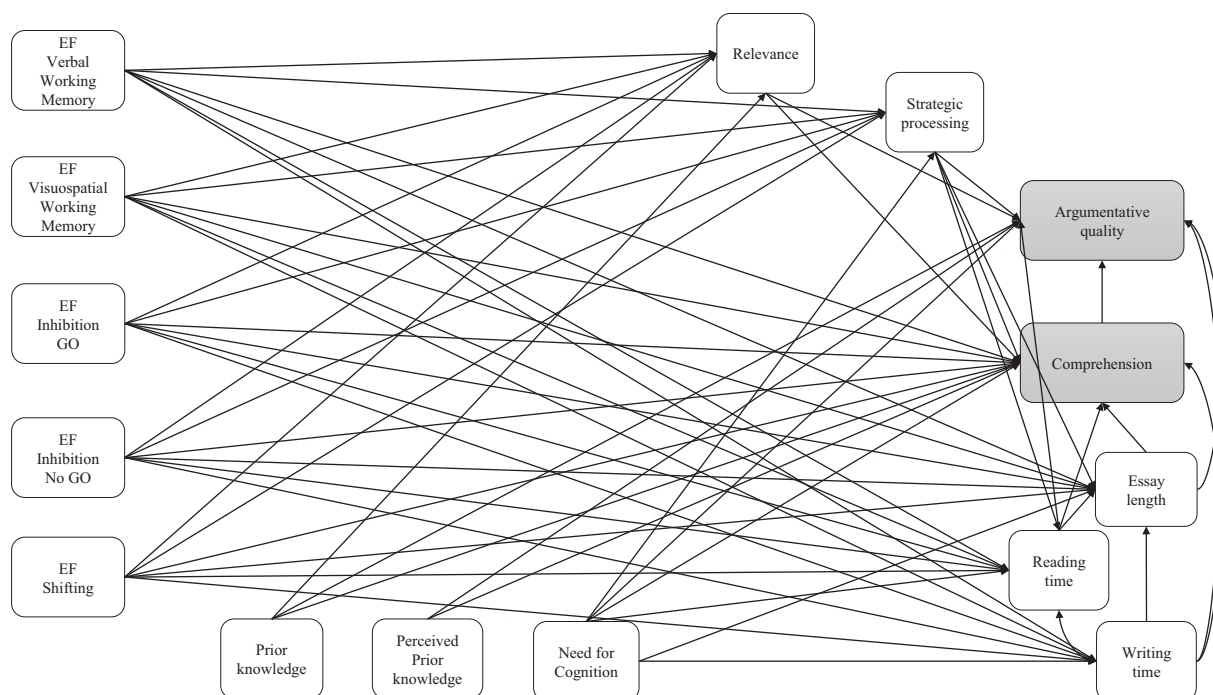 EF
Verbal
Working
Memory
Relevance
Strategic
processing
EF
Visuospatial
Working
Memory
Argumentative
quality
EF
Inhibition
GO
Comprehension
EF
Inhibition
No GO
Essay
length
EF
Shifting
Reading
time
Prior
knowledge
Perceived
Prior
knowledge
Need for
Cognition
Writing
time